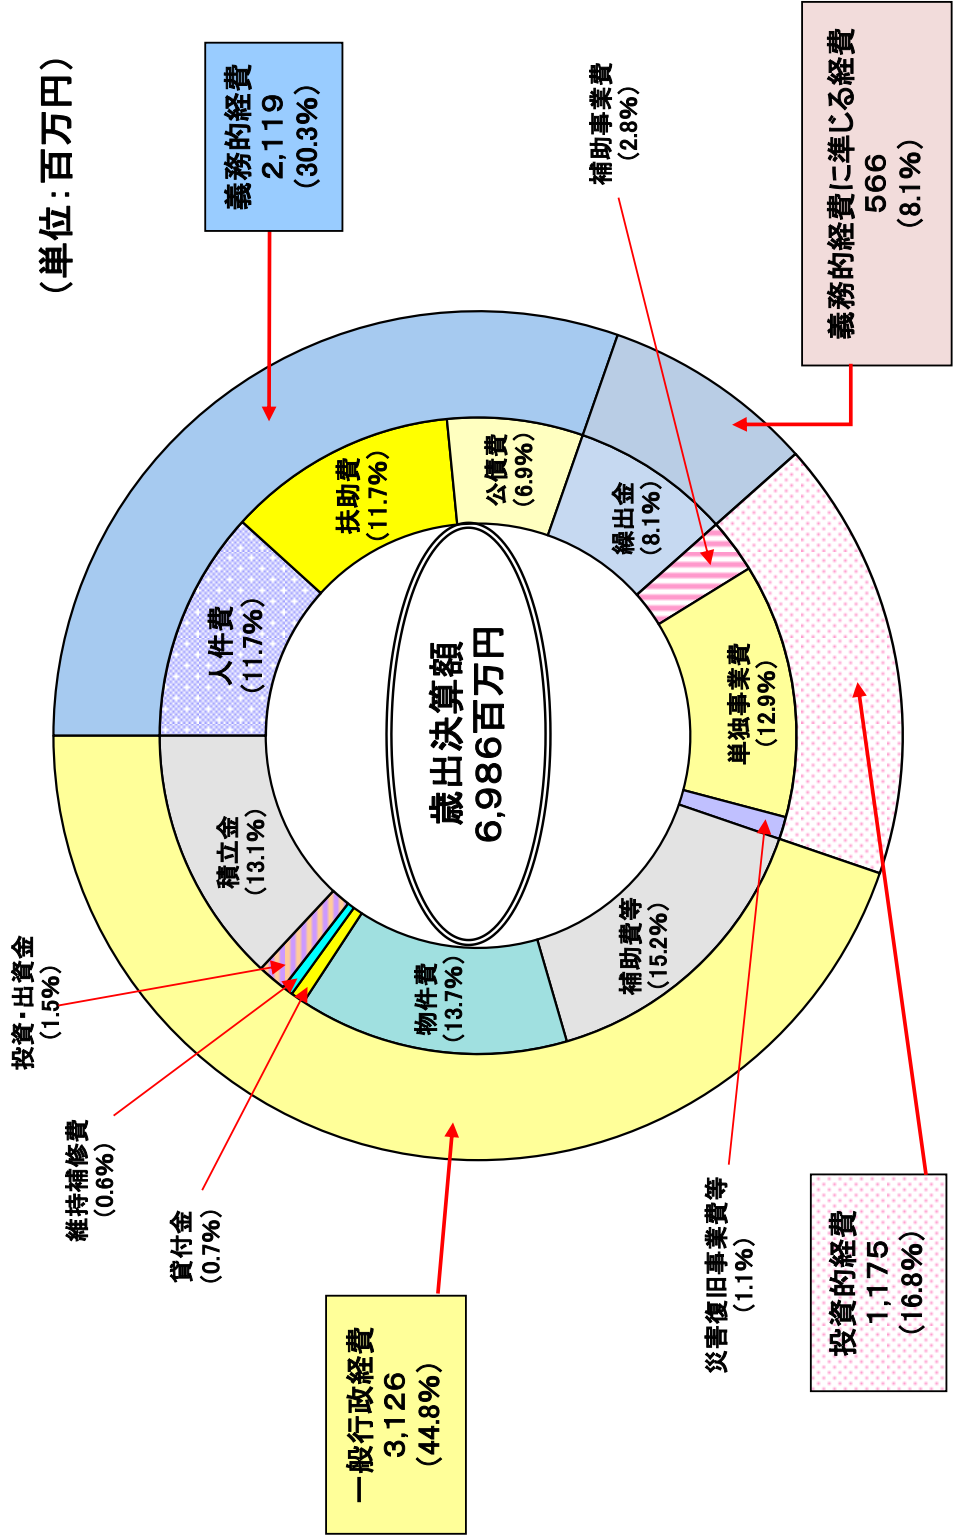 （単位：百万円）
義務的経費
2,119
（30.3％）
補助事業費
（2.8％）
義務的経費に準じる経費
566
（8.1％）
人件費
（11.7％）
扶助費
（11.7％）
公債費
（6.9％）
繰出金
（8.1％）
単独事業費
（12.9％）
歳出決算額
6,986百万円
積立金
（13.1％）
物件費
（13.7％）
補助費等
（15.2％）
投資・出資金
（1.5％）
維持補修費
（0.6％）
貸付金
（0.7％）
災害復旧事業費等
（1.1％）
一般行政経費
3,126
（44.8％）
投資的経費
1,175
（16.8％）